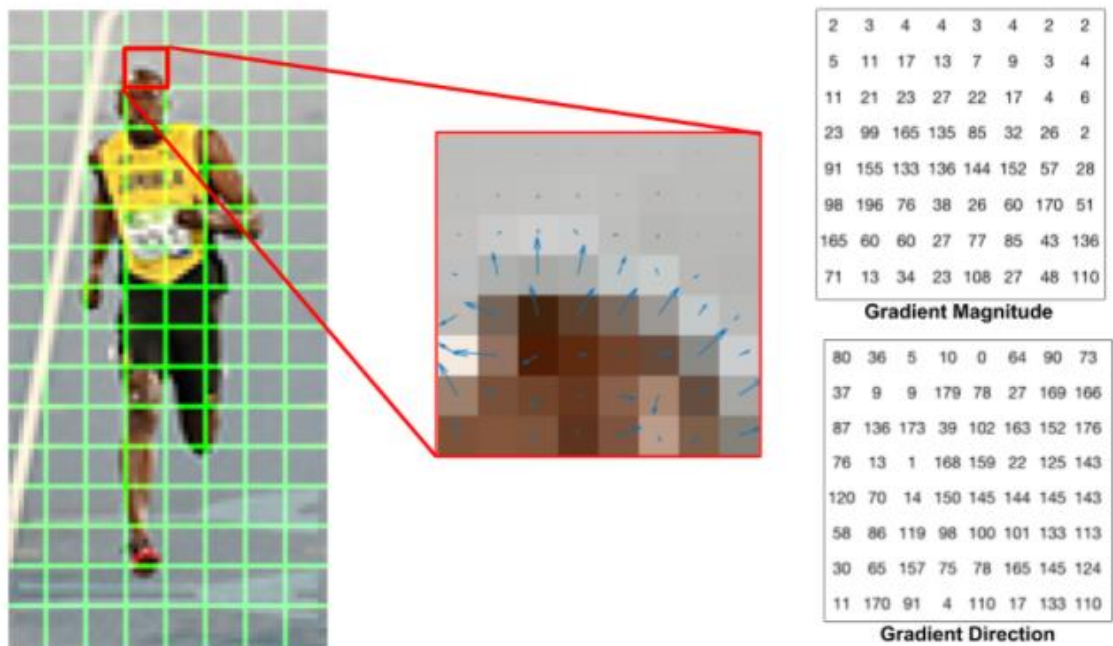 2 3 4 4 3 4 2 2
5 11 17 13 7 9 3 4
11 21 23 27 22 17 4 6
23 99 165 135 85 32 26 2
91 155 133 136 144 152 57 28
98 196 76 38 26 60 170 51
165 60 60 27 77 85 43 136
71 13 34 23 108 27 48 110
Gradient Magnitude
80 36 5 10 0 64 90 73
37 9 9 179 78 27 169 166
87 136 173 39 102 163 152 176
76 13 1 168 159 22 125 143
120 70 14 150 145 144 145 143
58 86 119 98 100 101 133 113
30 65 157 75 78 165 145 124
11 170 91 4 110 17 133 110
Gradient Direction